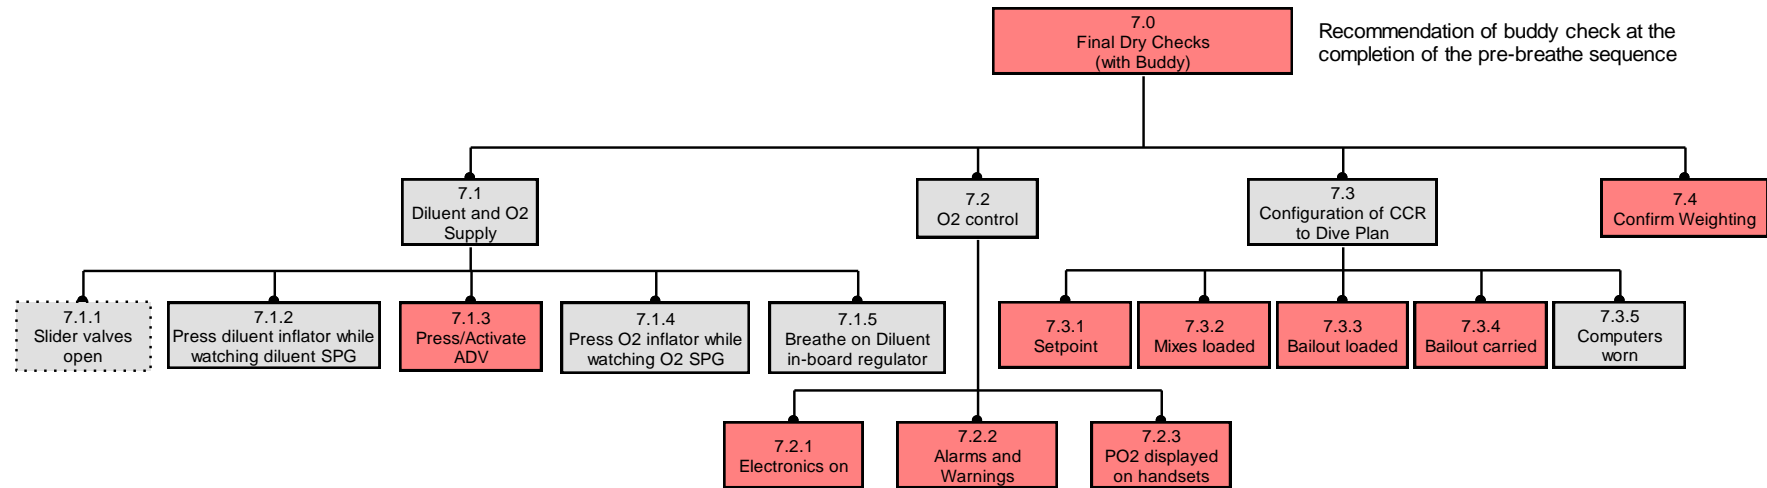 7.0
Final Dry Checks
(with Buddy)
Recommendation of buddy check at the
completion of the pre-breathe sequence
7.1
Diluent and O2
Supply
7.2
O2 control
7.3
Configuration of CCR
to Dive Plan
7.4
Confirm Weighting
7.1.1
Slider valves
open
7.1.2
Press diluent inflator while
watching diluent SPG
7.1.3
Press/Activate
ADV
7.1.4
Press O2 inflator while
watching O2 SPG
7.1.5
Breathe on Diluent
in-board regulator
7.3.1
Setpoint
7.3.2
Mixes loaded
7.3.3
Bailout loaded
7.3.4
Bailout carried
7.3.5
Computers
worn
7.2.1
Electronics on
7.2.2
Alarms and
Warnings
7.2.3
PO2 displayed
on handsets